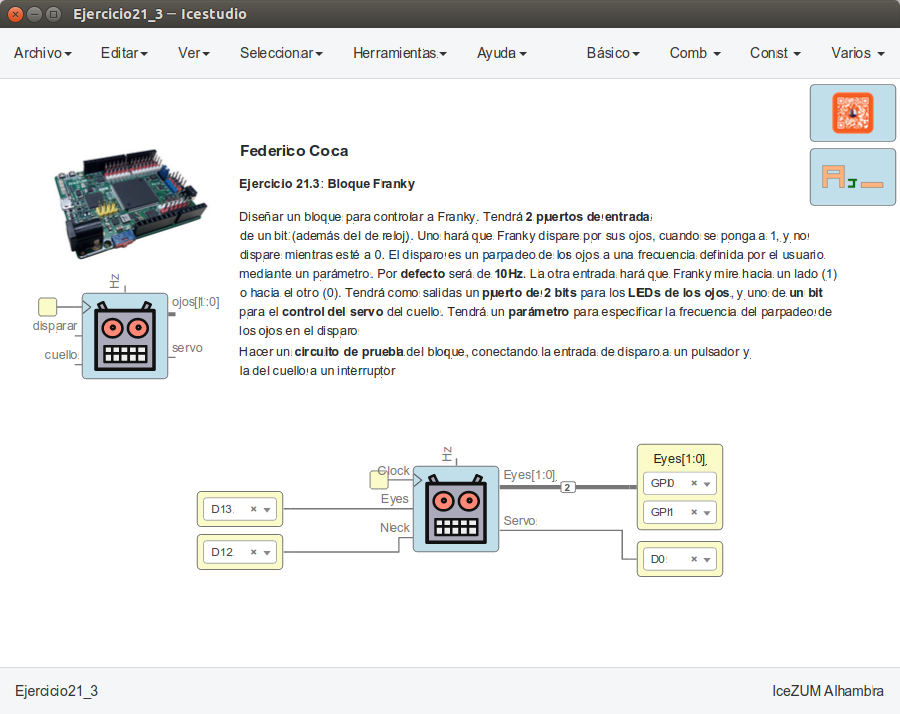 Ejercicio21_3 – Icestudio
Archivo Editar Ver Seleccionar Herramientas Ayuda Básico Comb Const Varios
Federico Coca
Ejercicio 21.3: Bloque Franky
Diseñar un bloque para controlar a Franky. Tendrá 2 puertos de entrada
de un bit (además del de reloj). Uno hará que Franky dispare por sus ojos, cuando se ponga a 1, y no
dispare mientras esté a 0. El disparo es un parpadeo de los ojos a una frecuencia definida por el usuario
mediante un parámetro. Por defecto será de 10Hz. La otra entrada hará que Franky mire hacia un lado (1)
o hacia el otro (0). Tendrá como salidas un puerto de 2 bits para los LEDs de los ojos, y uno de un bit
para el control del servo del cuello. Tendrá un parámetro para especificar la frecuencia del parpadeo de
los ojos en el disparo
Hacer un circuito de prueba del bloque, conectando la entrada de disparo a un pulsador y
la del cuello a un interruptor
Hz
ojos[1:0]
disparar
cuello
servo
Hz
Clock
Eyes
Neck
Eyes[1:0]
2
Servo
D13
D12
Eyes[1:0]
GP0
GP1
D0
Ejercicio21_3
IceZUM Alhambra